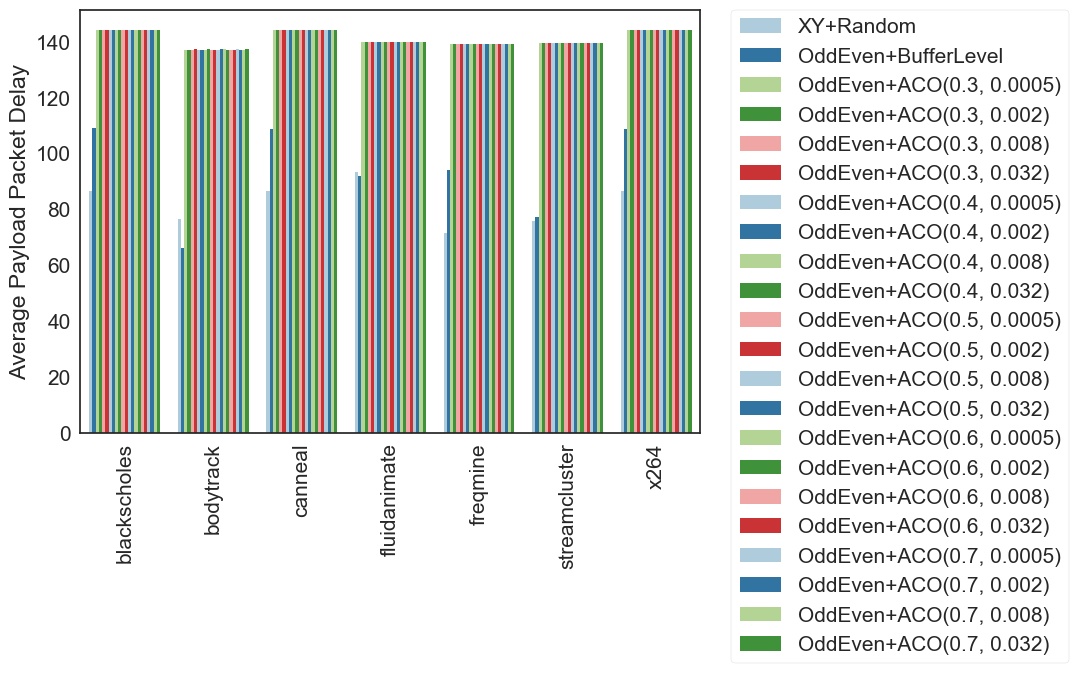 Average Payload Packet Delay
140
120
100
80
60
40
20
0
blackscholes
bodytrack
canneal
fluidanimate
freqmine
streamcluster
x264
XY+Random
OddEven+BufferLevel
OddEven+ACO(0.3, 0.0005)
OddEven+ACO(0.3, 0.002)
OddEven+ACO(0.3, 0.008)
OddEven+ACO(0.3, 0.032)
OddEven+ACO(0.4, 0.0005)
OddEven+ACO(0.4, 0.002)
OddEven+ACO(0.4, 0.008)
OddEven+ACO(0.4, 0.032)
OddEven+ACO(0.5, 0.0005)
OddEven+ACO(0.5, 0.002)
OddEven+ACO(0.5, 0.008)
OddEven+ACO(0.5, 0.032)
OddEven+ACO(0.6, 0.0005)
OddEven+ACO(0.6, 0.002)
OddEven+ACO(0.6, 0.008)
OddEven+ACO(0.6, 0.032)
OddEven+ACO(0.7, 0.0005)
OddEven+ACO(0.7, 0.002)
OddEven+ACO(0.7, 0.008)
OddEven+ACO(0.7, 0.032)